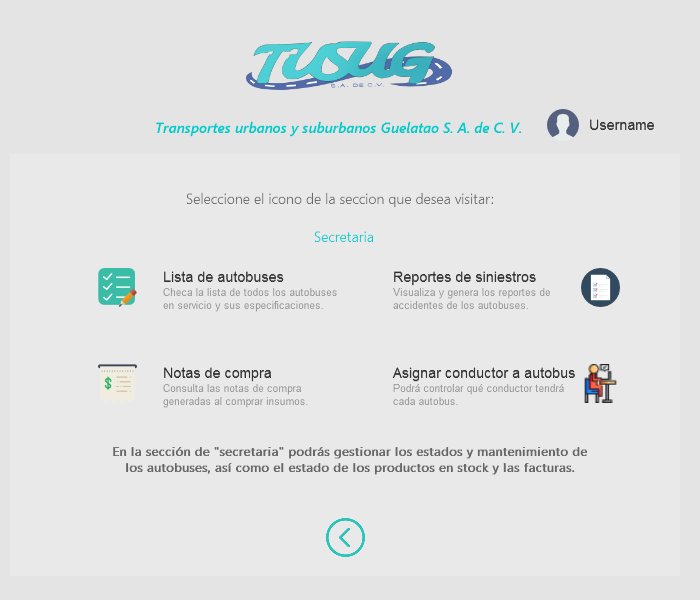 TUSUG
S.A. DE C.V.
Transportes urbanos y suburbanos Guelatao S. A. de C. V.
Username
Seleccione el icono de la seccion que desea visitar:
Secretaria
Lista de autobuses
Checa la lista de todos los autobuses
en servicio y sus especificaciones.
Reportes de siniestros
Visualiza y genera los reportes de
accidentes de los autobuses.
Notas de compra
Consulta las notas de compra
generadas al comprar insumos.
Asignar conductor a autobus
Podrá controlar qué conductor tendrá
cada autobus.
En la sección de "secretaria" podrás gestionar los estados y mantenimiento de
los autobuses, así como el estado de los productos en stock y las facturas.